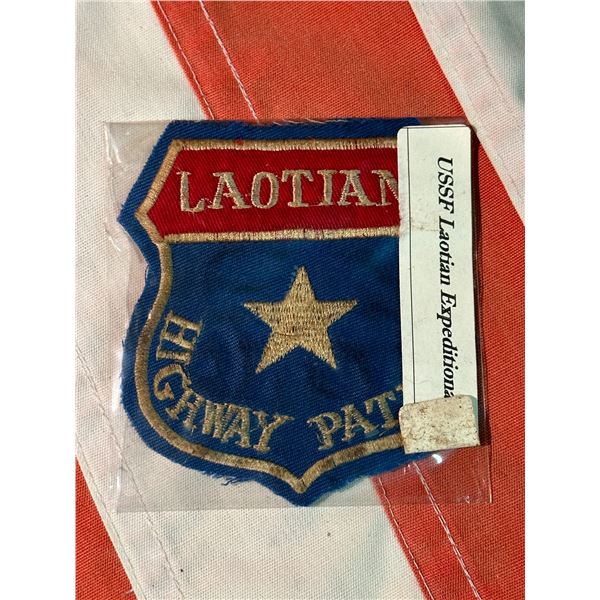 LAOTIAN
HIGHWAY PAT
USSF Laotian Expeditiona